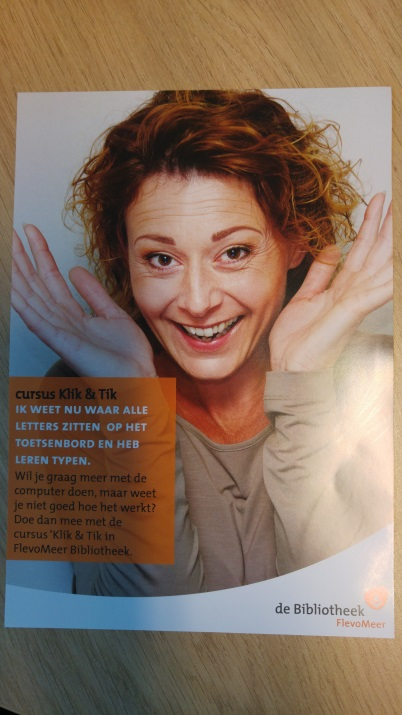 cursus Klik & Tik
IK WEET NU WAAR ALLE
LETTERS ZITTEN OP HET
TOETSENBORD EN HEB
LEREN TYPEN.
Wil je graag meer met de
computer doen, maar weet
je niet goed hoe het werkt?
Doe dan mee met de
cursus 'Klik & Tik in
FlevoMeer Bibliotheek.
de Bibliotheek
FlevoMeer